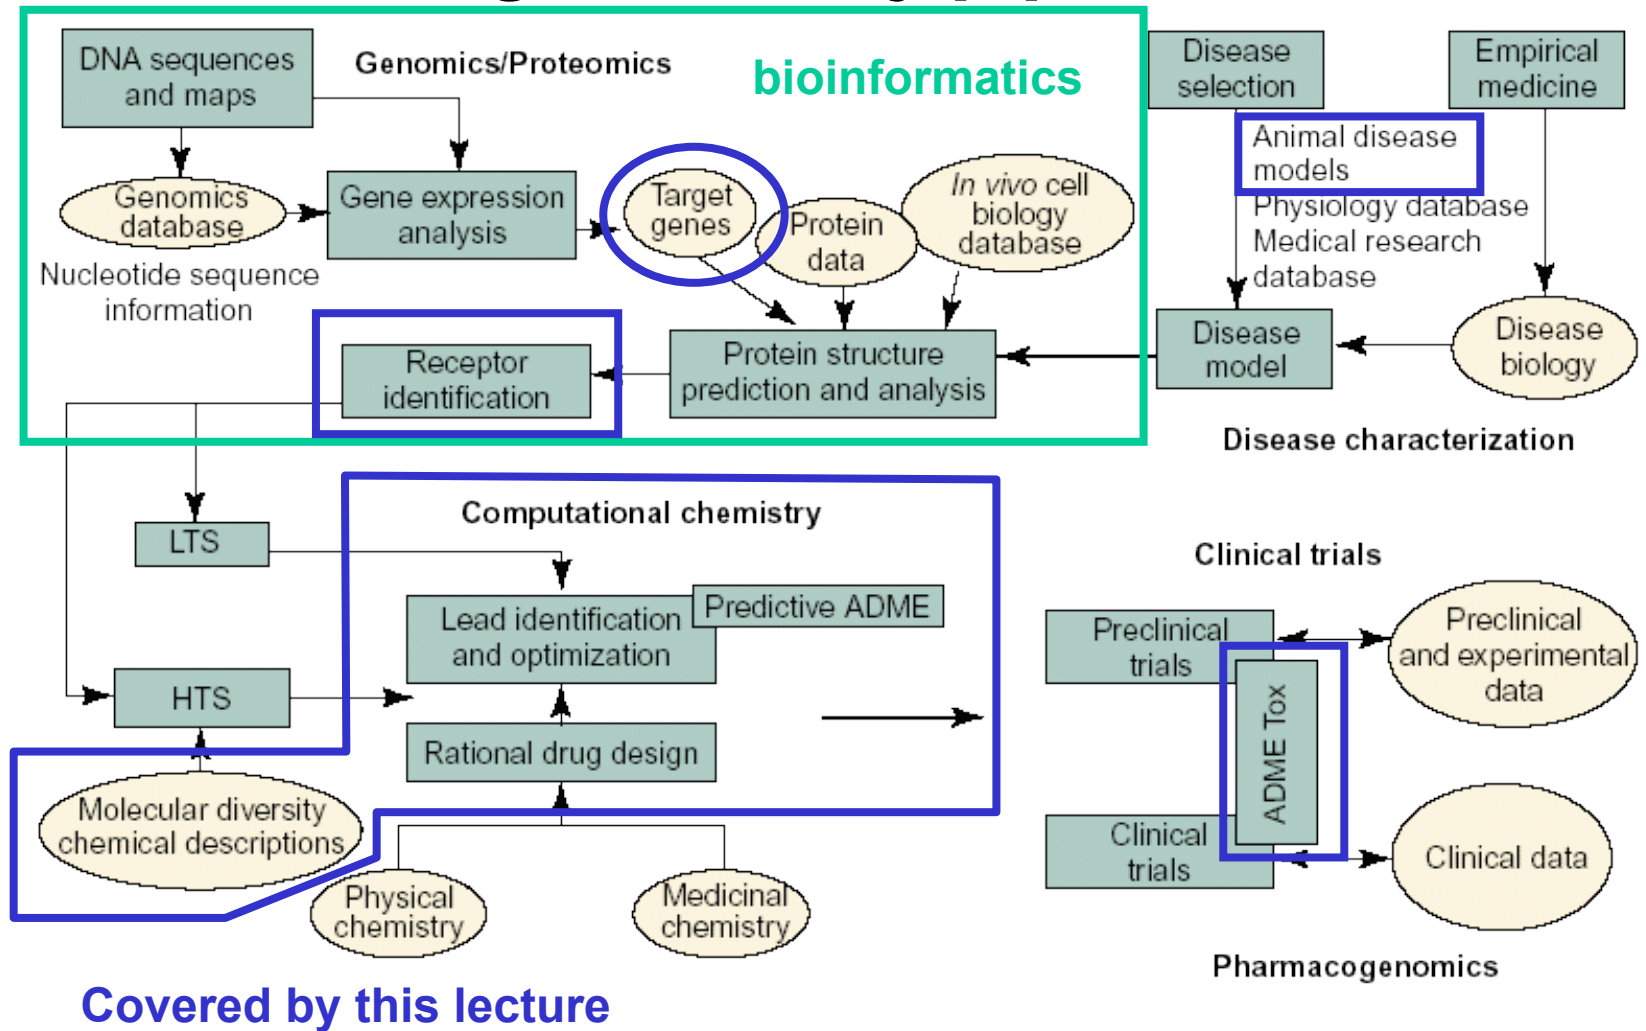 DNA sequences
and maps
Genomics/Proteomics
bioinformatics
Disease
selection
Empirical
medicine
Animal disease
models
Physiology database
Medical research
database
Genomics
database
Gene expression
analysis
Target
genes
Protein
data
In vivo cell
biology
database
Nucleotide sequence
information
Receptor
identification
Protein structure
prediction and analysis
Disease
model
Disease
biology
Disease characterization
Computational chemistry
LTS
Lead identification
and optimization
Predictive ADME
HTS
Rational drug design
Molecular diversity
chemical descriptions
Physical
chemistry
Medicinal
chemistry
Clinical trials
Preclinical
trials
Preclinical
and experimental
data
ADME Tox
Clinical
trials
Clinical data
Pharmacogenomics
Covered by this lecture